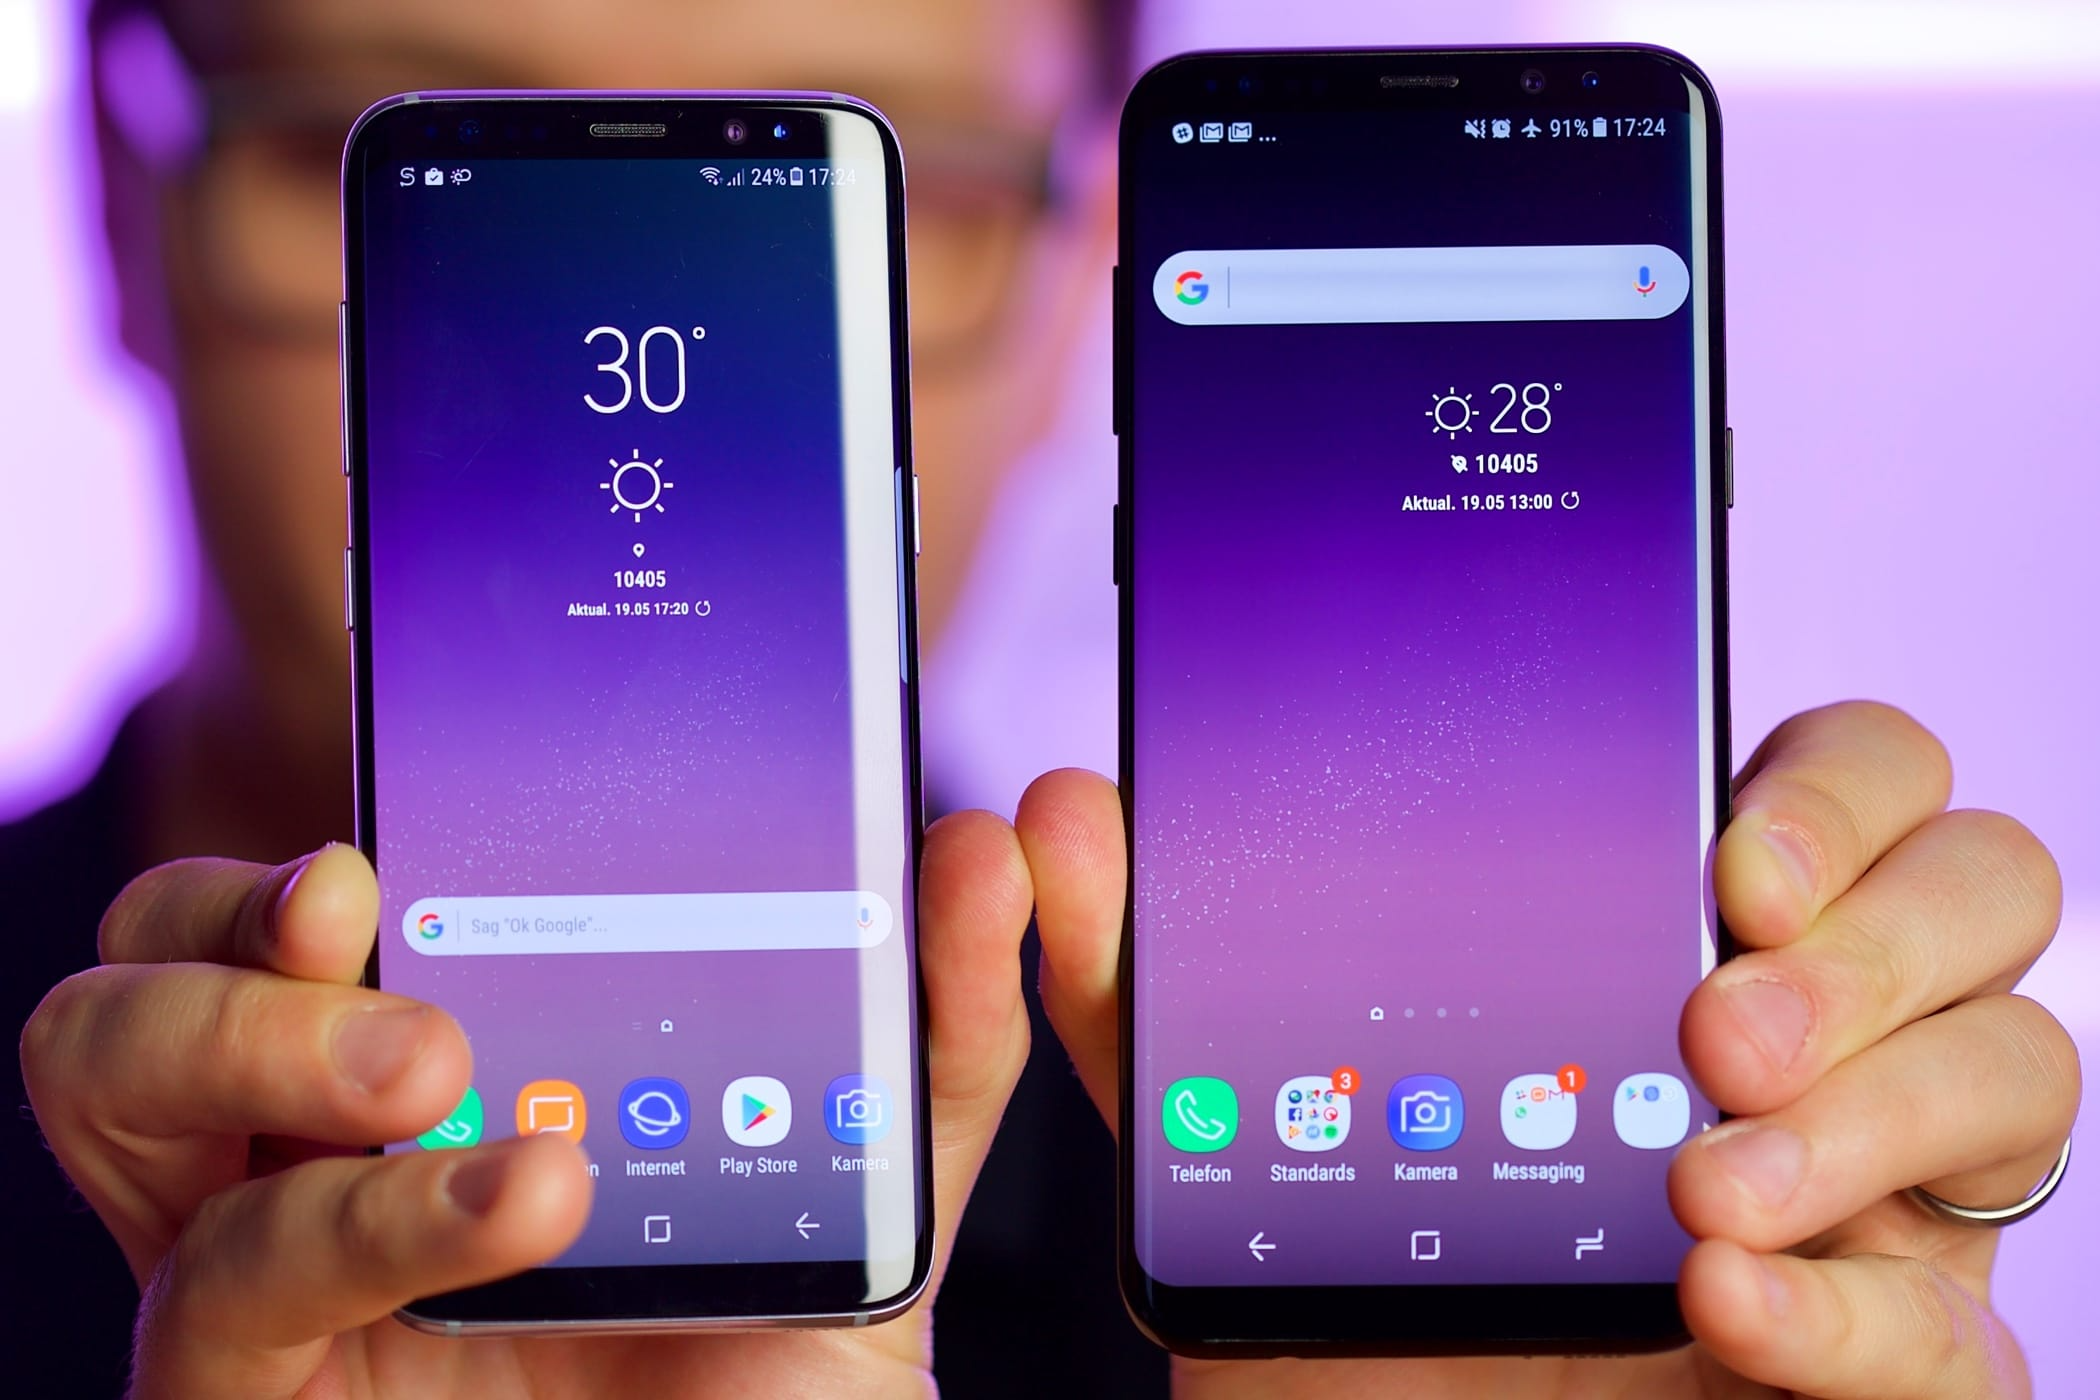 24% 17:24
30°
10405
Aktual. 19.05 17:20
Sag "Ok Google"...
Internet
Play Store
Kamera
... 91% 17:24
28°
10405
Aktual. 19.05 13:00
3
1
Telefon
Standards
Kamera
Messaging